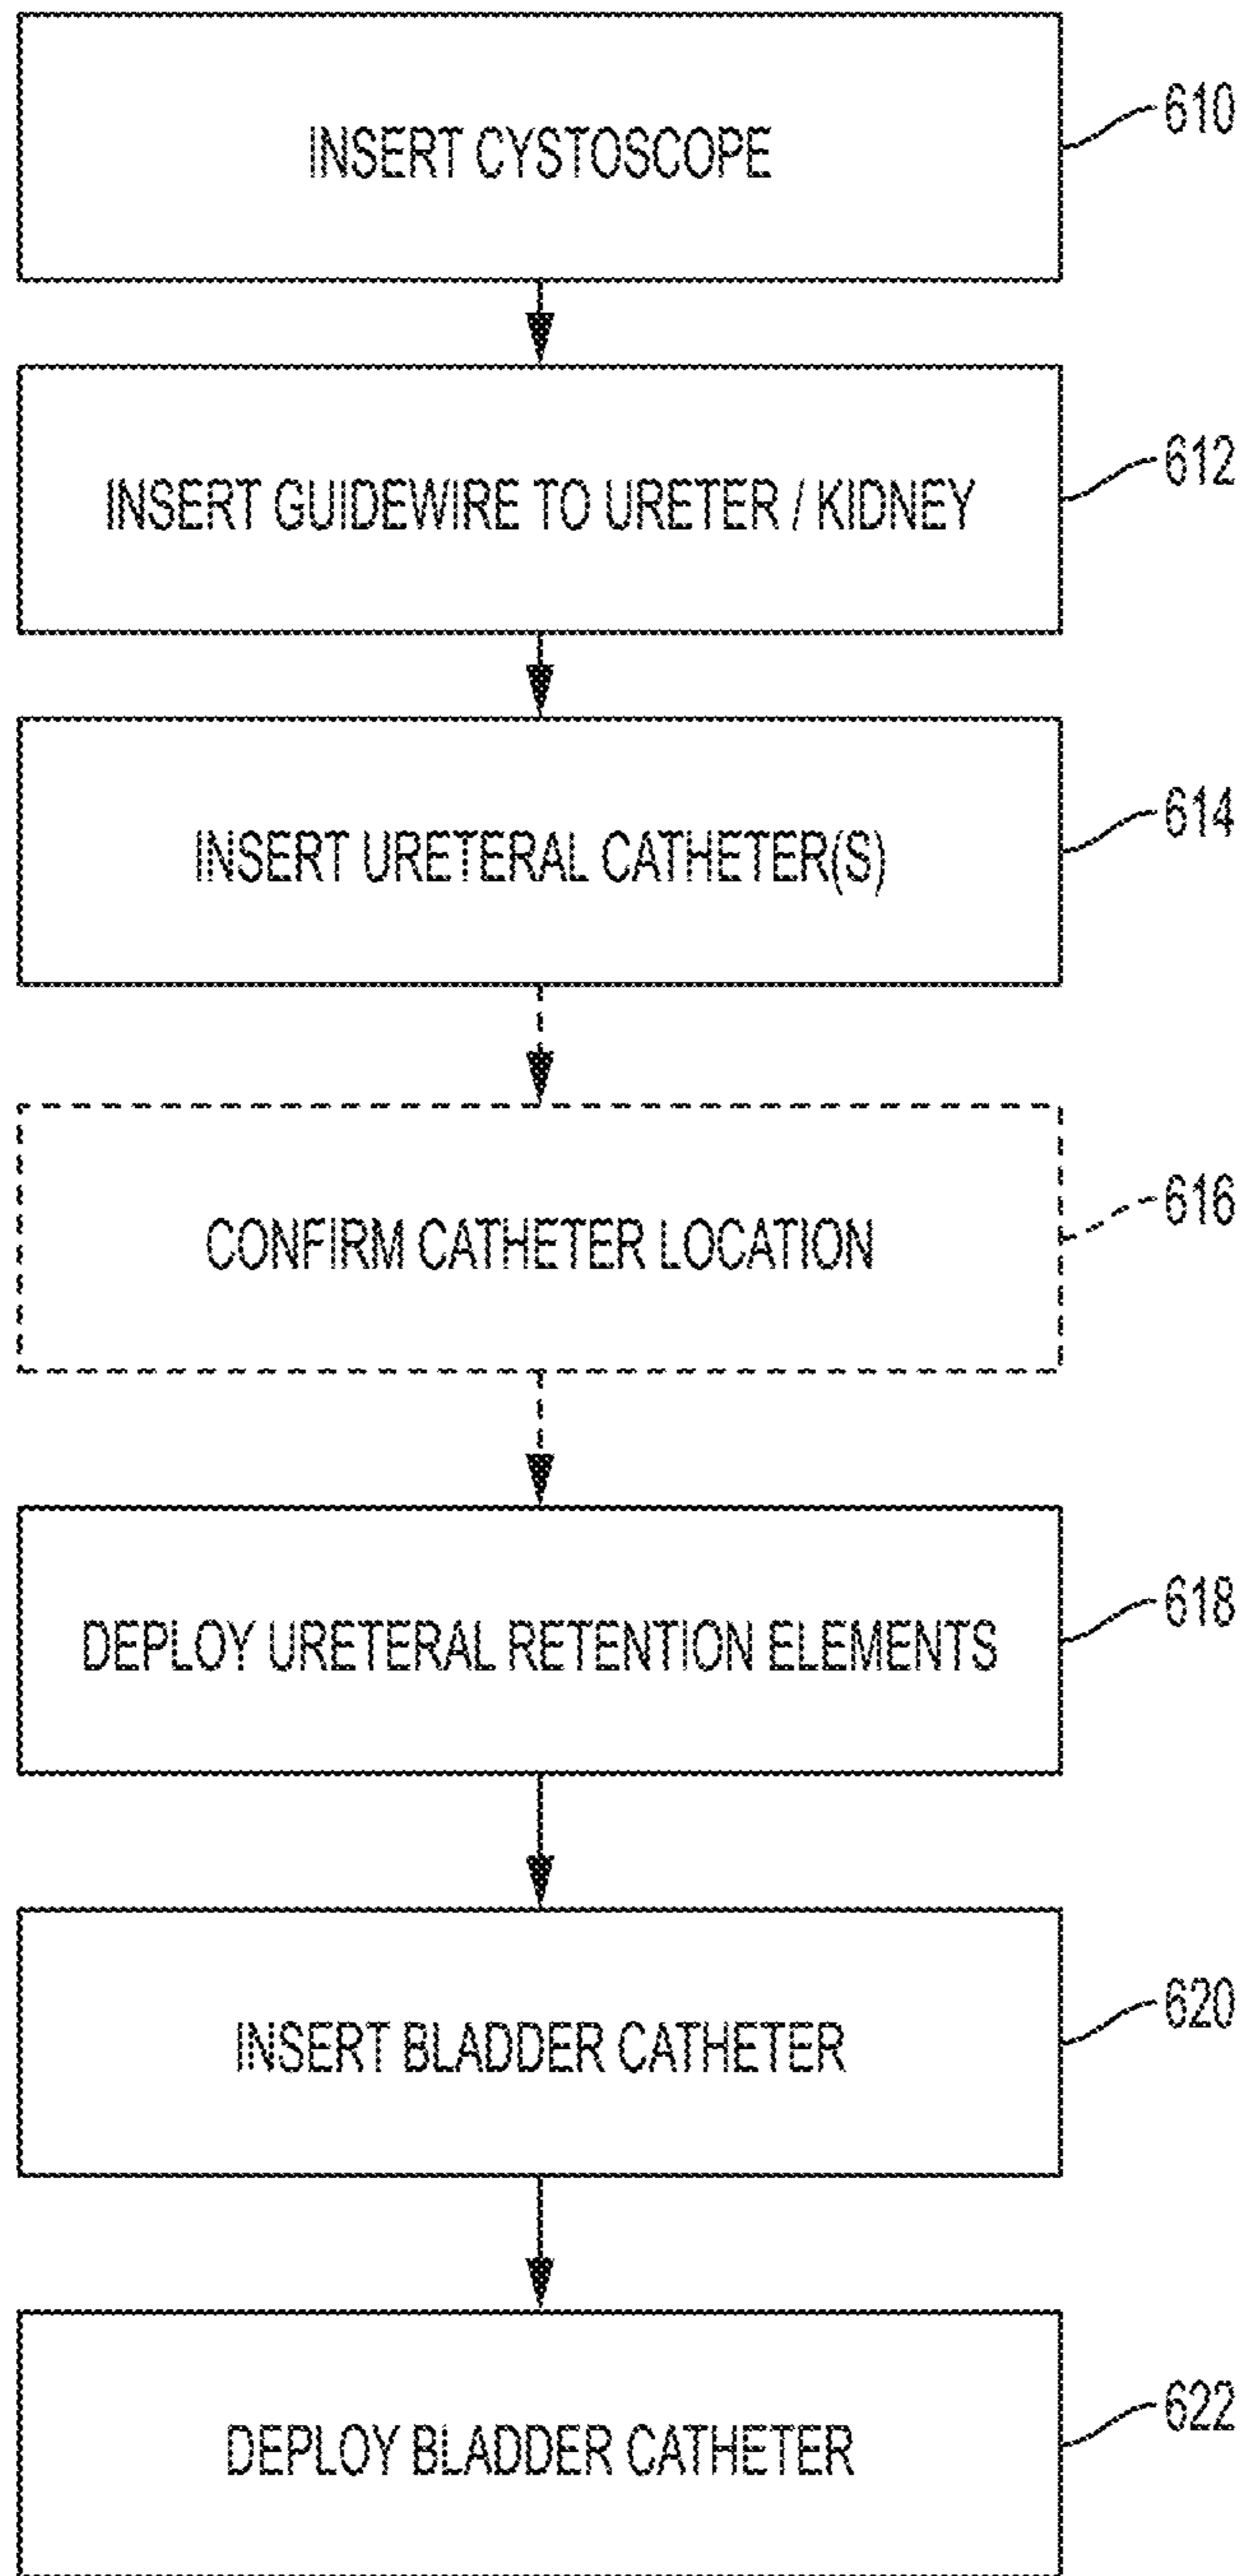 INSERT CYSTOSCOPE
610
INSERT GUIDEWIRE TO URETER / KIDNEY
612
INSERT URETERAL CATHETER(S)
614
CONFIRM CATHETER LOCATION
616
DEPLOY URETERAL RETENTION ELEMENTS
618
INSERT BLADDER CATHETER
620
DEPLOY BLADDER CATHETER
622